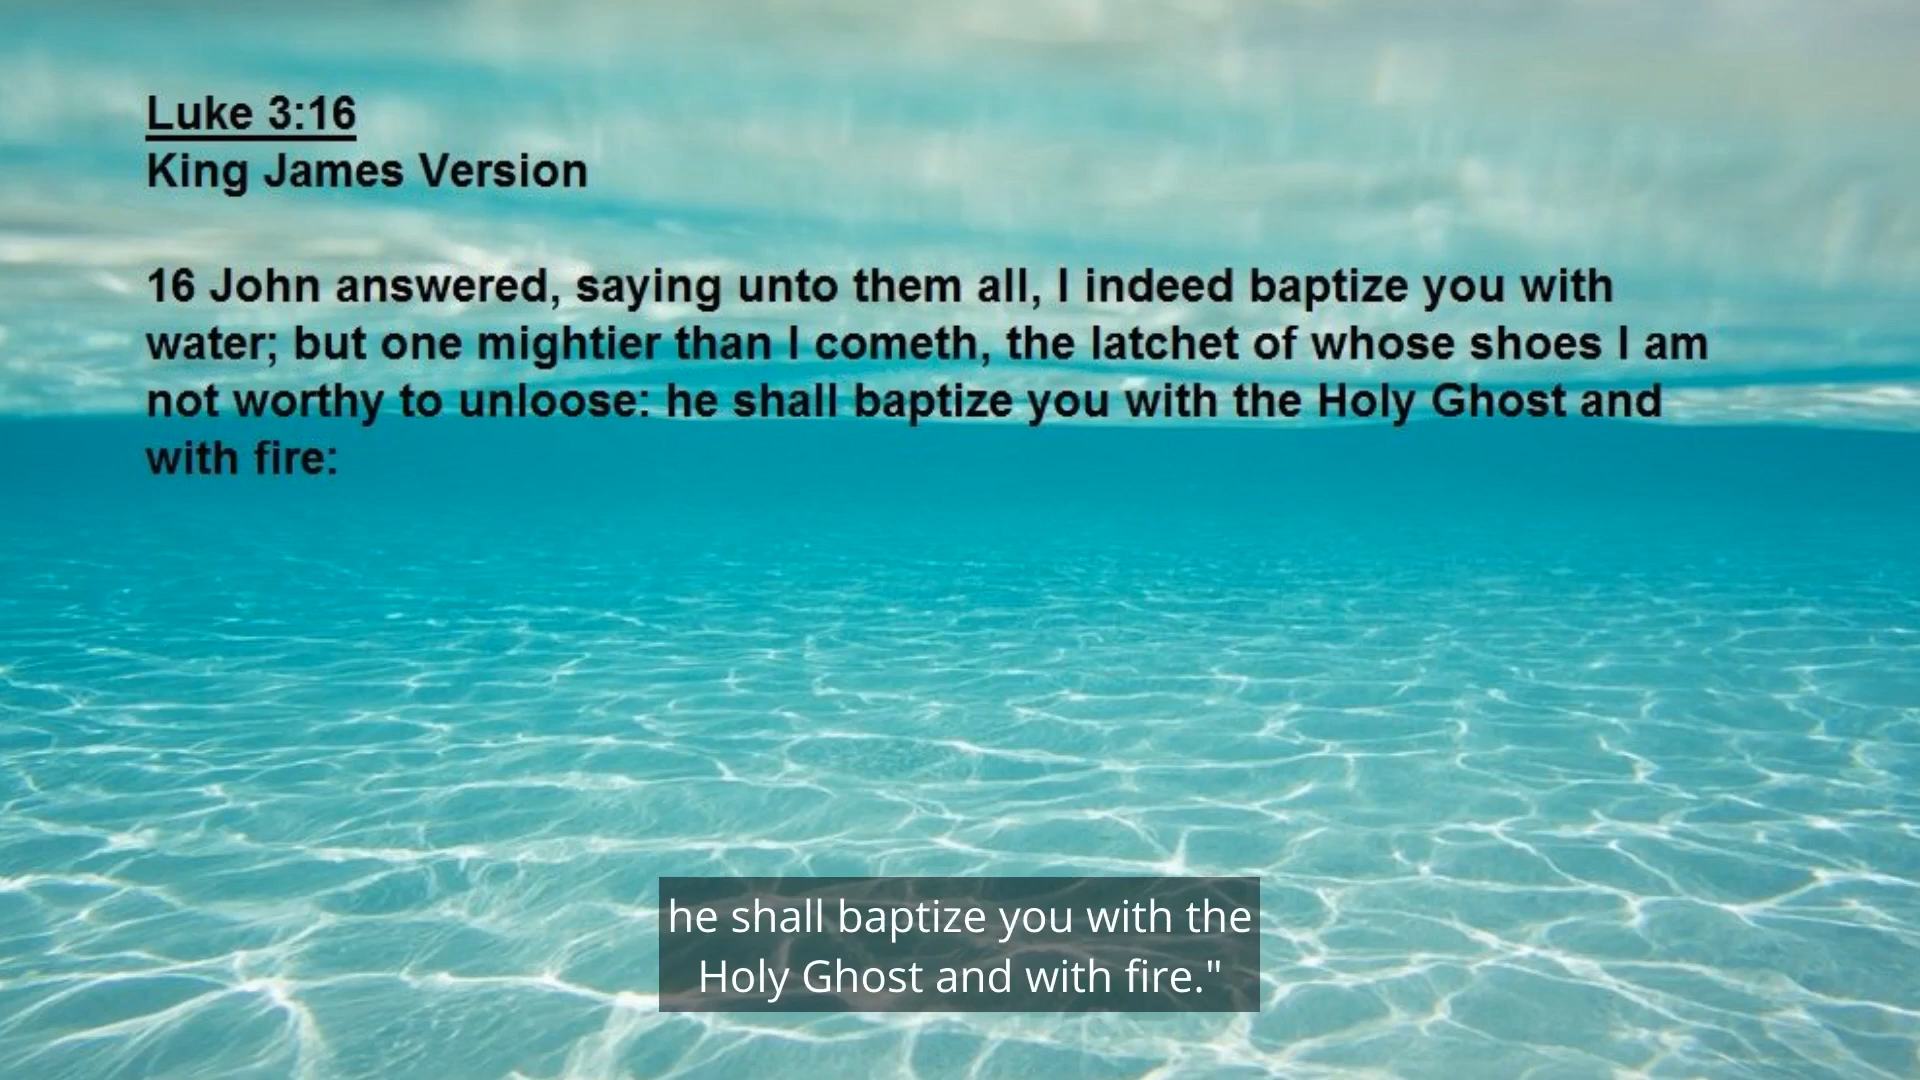 Luke 3:16
King James Version
16 John answered, saying unto them all, I indeed baptize you with
water; but one mightier than I cometh, the latchet of whose shoes I am
not worthy to unloose: he shall baptize you with the Holy Ghost and
with fire:
he shall baptize you with the
Holy Ghost and with fire."